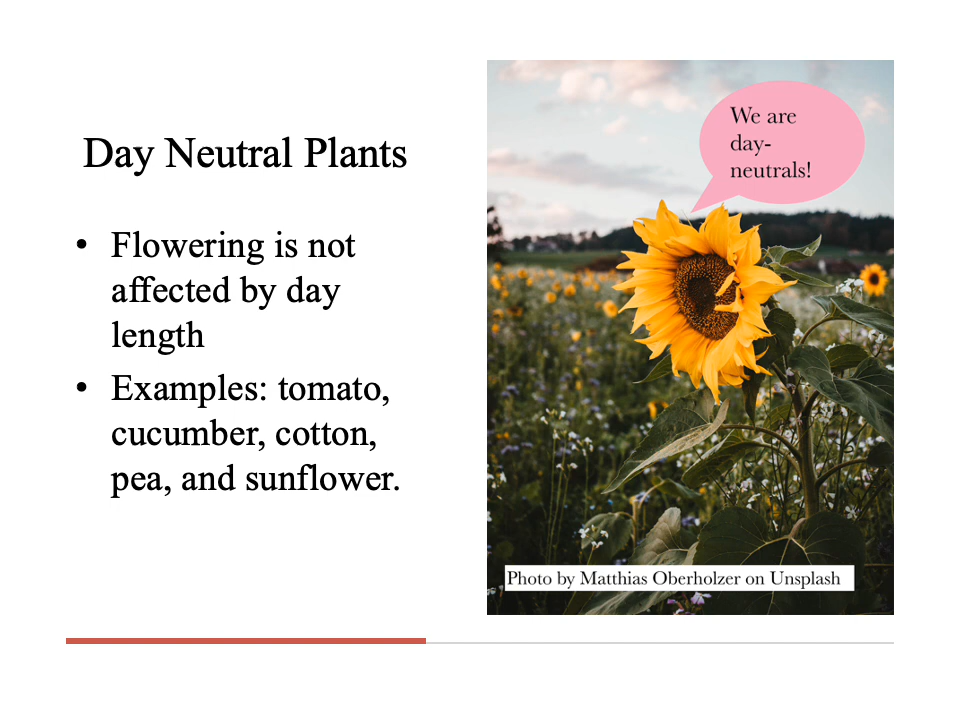 Day Neutral Plants
• Flowering is not
affected by day
length
• Examples: tomato,
cucumber, cotton,
pea, and sunflower.
We are
day-
neutrals!
Photo by Matthias Oberholzer on Unsplash